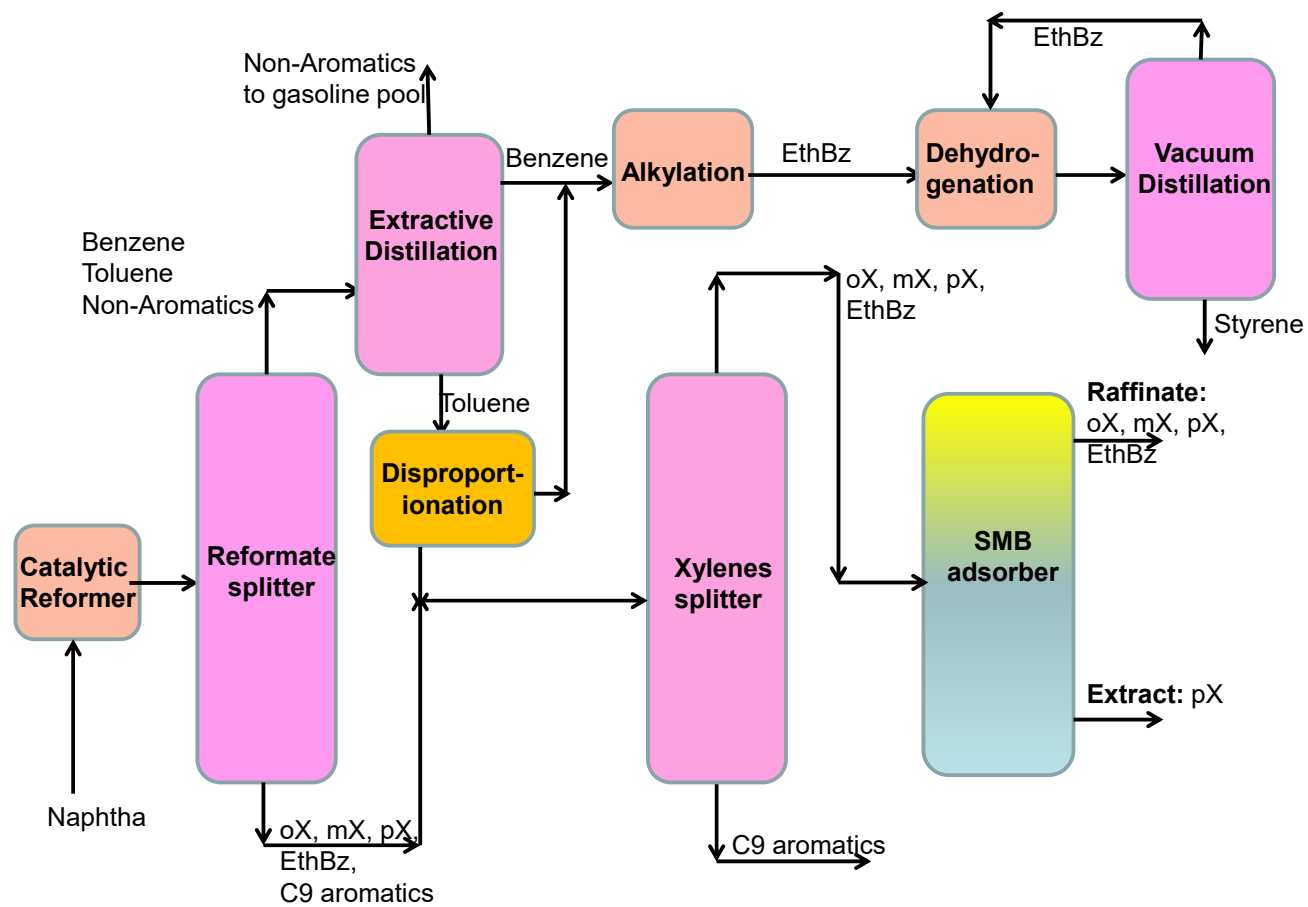 EthBz
Non-Aromatics
to gasoline pool
Benzene
Alkylation
EthBz
Dehydro-
genation
Vacuum
Distillation
Extractive
Distillation
Benzene
Toluene
Non-Aromatics
oX, mX, pX,
EthBz
Styrene
Toluene
Raffinate:
oX, mX, pX,
EthBz
Disproport-
ionation
Catalytic
Reformer
Reformate
splitter
Xylenes
splitter
SMB
adsorber
Extract: pX
Naphtha
oX, mX, pX,
EthBz,
C9 aromatics
C9 aromatics